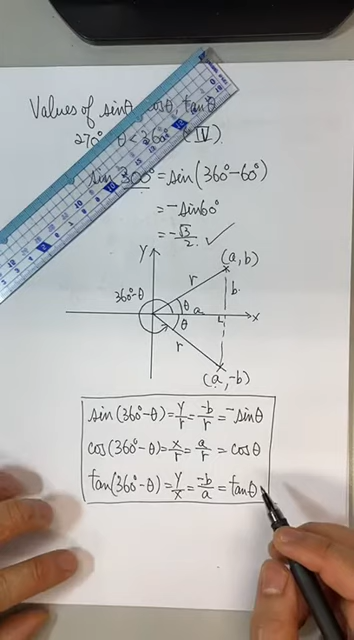 Values of sinθ cosθ, tanθ
270° θ < 360° (IV)
sin 300° = sin(360°-60°)
= -sin60°
= -√3/2 ✓
y
(a, b)
r
b
360°-θ
θ
a
x
θ
r
(a, -b)
sin(360°-θ) = y/r = -b/r = -sinθ
cos(360°-θ) = x/r = a/r = cosθ
tan(360°-θ) = y/x = -b/a = tanθ